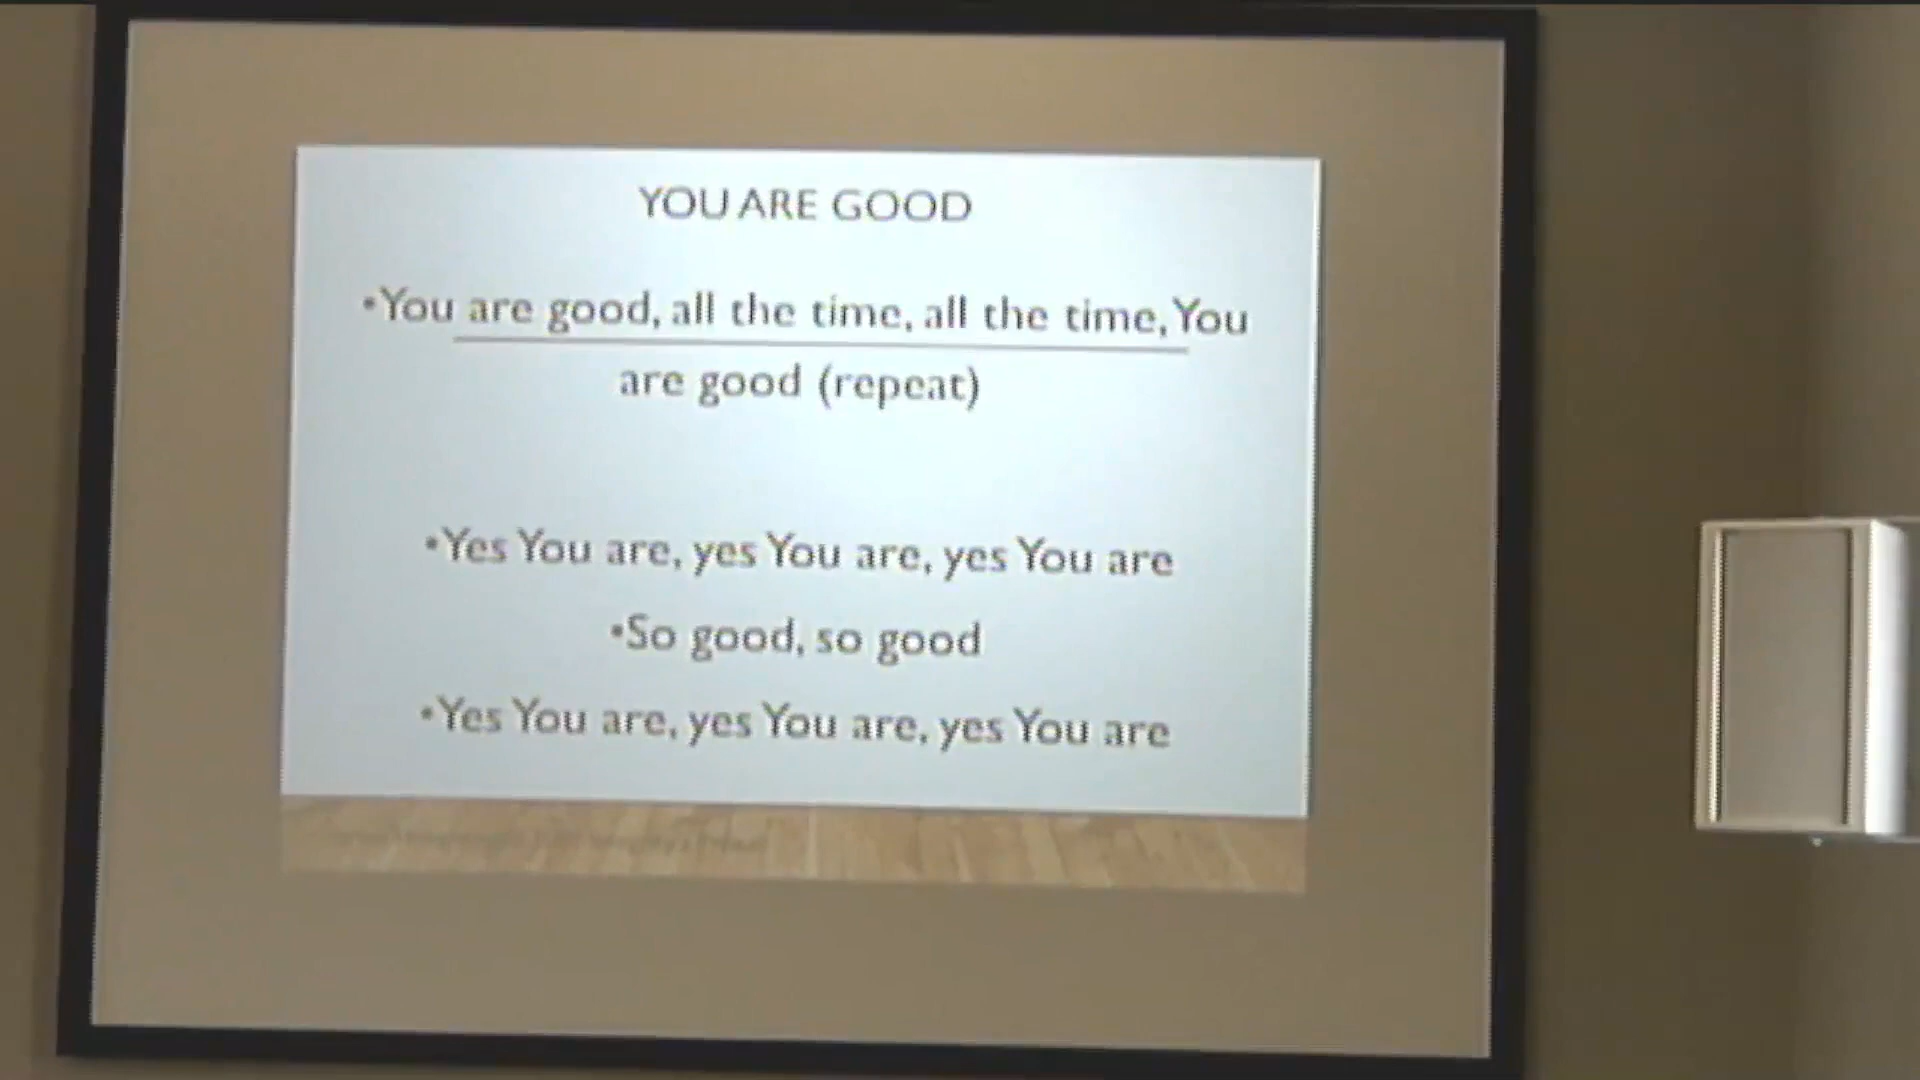 YOU ARE GOOD
•You are good, all the time, all the time, You
are good (repeat)
•Yes You are, yes You are, yes You are
•So good, so good
•Yes You are, yes You are, yes You are